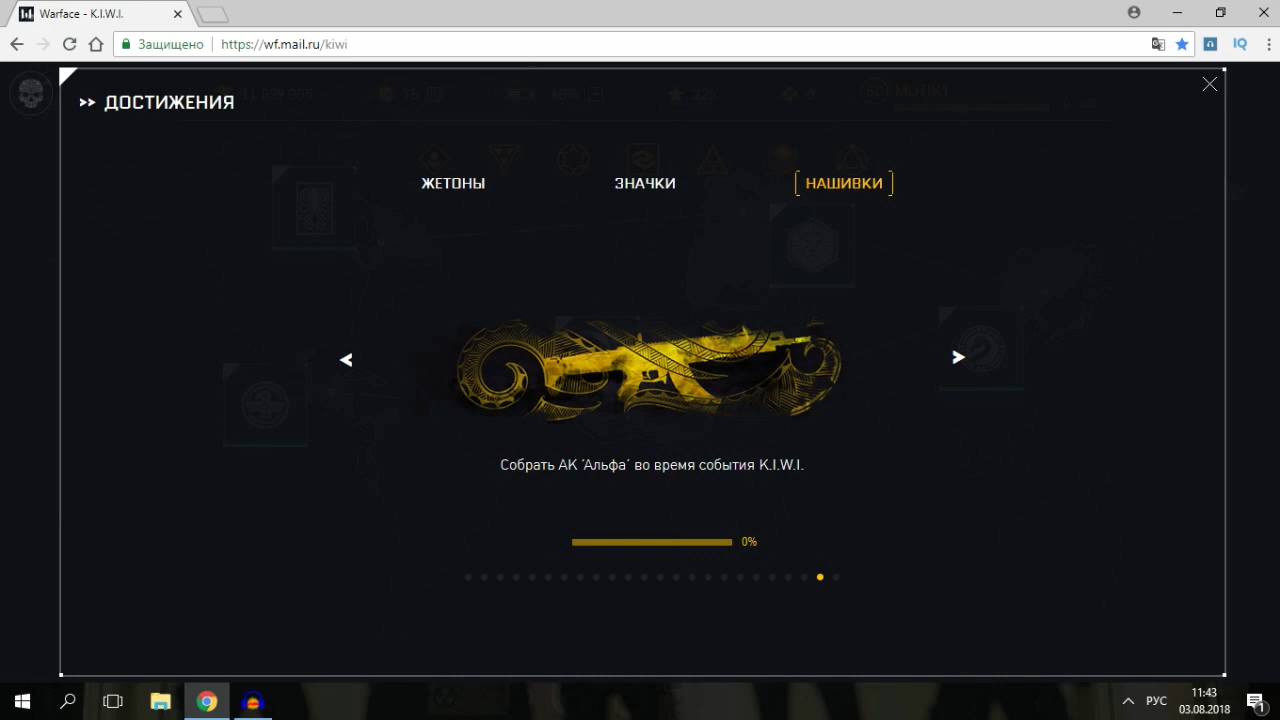 Warface - K.I.W.I.
Защищено
https://wf.mail.ru/kiwi
IQ
ДОСТИЖЕНИЯ
ЖЕТОНЫ
ЗНАЧКИ
НАШИВКИ
Собрать АК 'Альфа' во время события K.I.W.I.
0%
РУС
11:43
03.08.2018
1